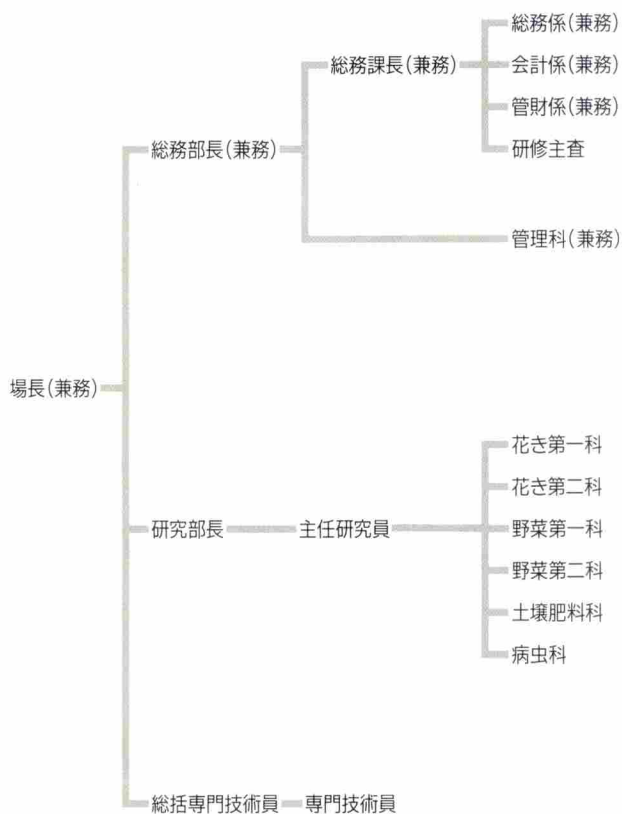 総務係(兼務)
総務課長(兼務)
会計係(兼務)
管財係(兼務)
総務部長(兼務)
研修主査
管理科(兼務)
場長(兼務)
花き第一科
花き第二科
研究部長
主任研究員
野菜第一科
野菜第二科
土壌肥料科
病虫科
総括専門技術員
専門技術員